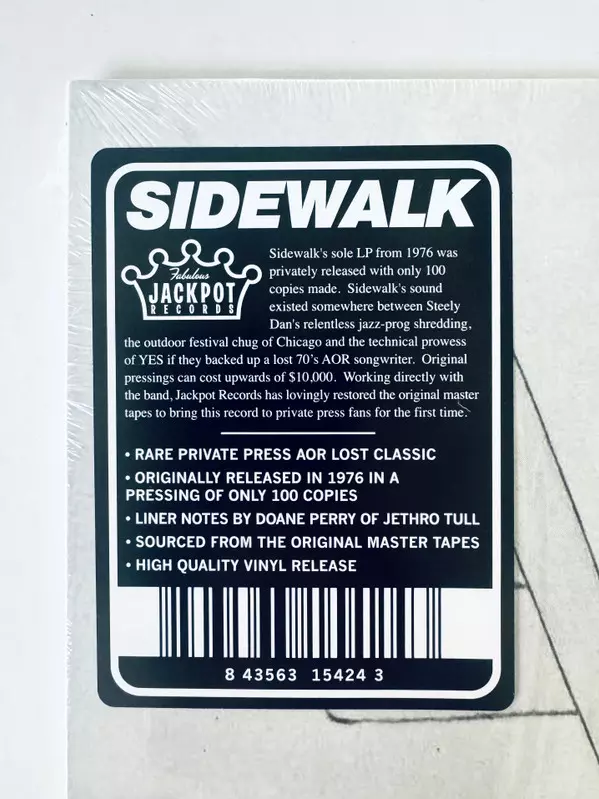 SIDEWALK
Fabulous
JACKPOT
RECORDS
Sidewalk's sole LP from 1976 was
privately released with only 100
copies made. Sidewalk's sound
existed somewhere between Steely
Dan's relentless jazz-prog shredding,
the outdoor festival chug of Chicago and the technical prowess
of YES if they backed up a lost 70's AOR songwriter. Original
pressings can cost upwards of $10,000. Working directly with
the band, Jackpot Records has lovingly restored the original master
tapes to bring this record to private press fans for the first time.
• RARE PRIVATE PRESS AOR LOST CLASSIC
• ORIGINALLY RELEASED IN 1976 IN A
PRESSING OF ONLY 100 COPIES
• LINER NOTES BY DOANE PERRY OF JETHRO TULL
• SOURCED FROM THE ORIGINAL MASTER TAPES
• HIGH QUALITY VINYL RELEASE
8 43563 15424 3